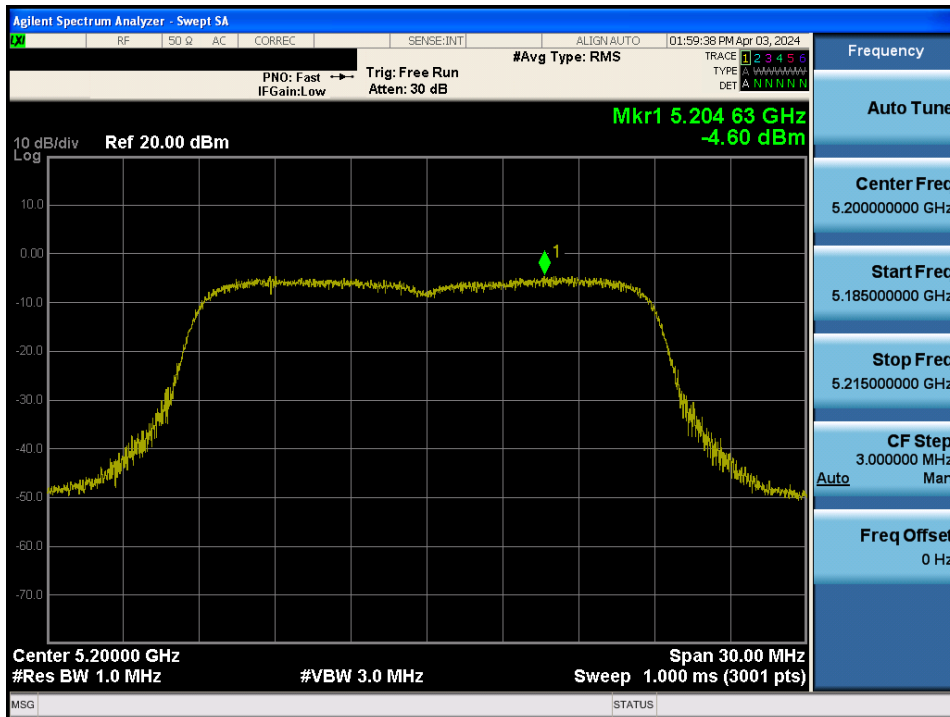 Agilent Spectrum Analyzer - Swept SA
LXI RF 50 Ω AC CORREC SENSE:INT ALIGN AUTO 01:59:38 PM Apr 03, 2024
#Avg Type: RMS
TRACE 1 2 3 4 5 6
PNO: Fast Trig: Free Run
TYPE A WWWWW
IFGain:Low Atten: 30 dB
DET A N N N N N
Mkr1 5.204 63 GHz
-4.60 dBm
10 dB/div Ref 20.00 dBm
Log
10.0
0.00
-10.0
-20.0
-30.0
-40.0
-50.0
-60.0
-70.0
1
Center 5.20000 GHz Span 30.00 MHz
#Res BW 1.0 MHz #VBW 3.0 MHz Sweep 1.000 ms (3001 pts)
MSG STATUS
Frequency
Auto Tune
Center Freq
5.200000000 GHz
Start Freq
5.185000000 GHz
Stop Freq
5.215000000 GHz
CF Step
3.000000 MHz
Auto Man
Freq Offset
0 Hz